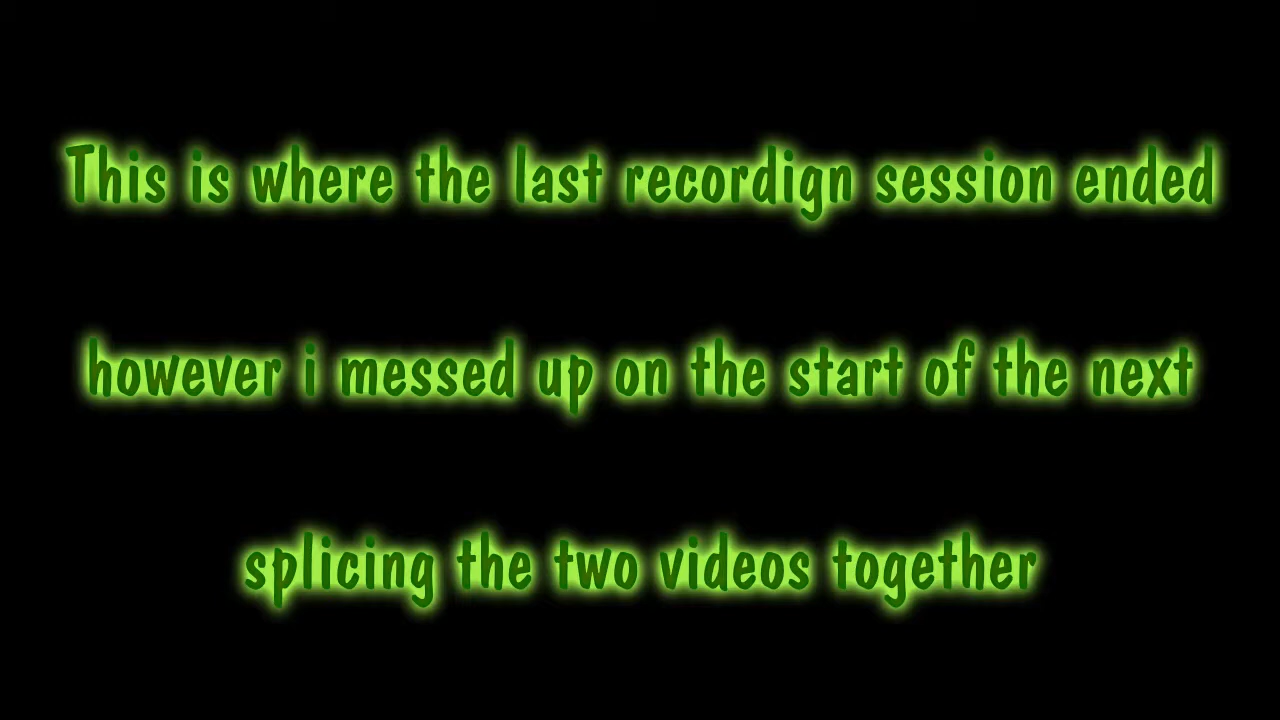 This is where the last recordign session ended
however i messed up on the start of the next
splicing the two videos together